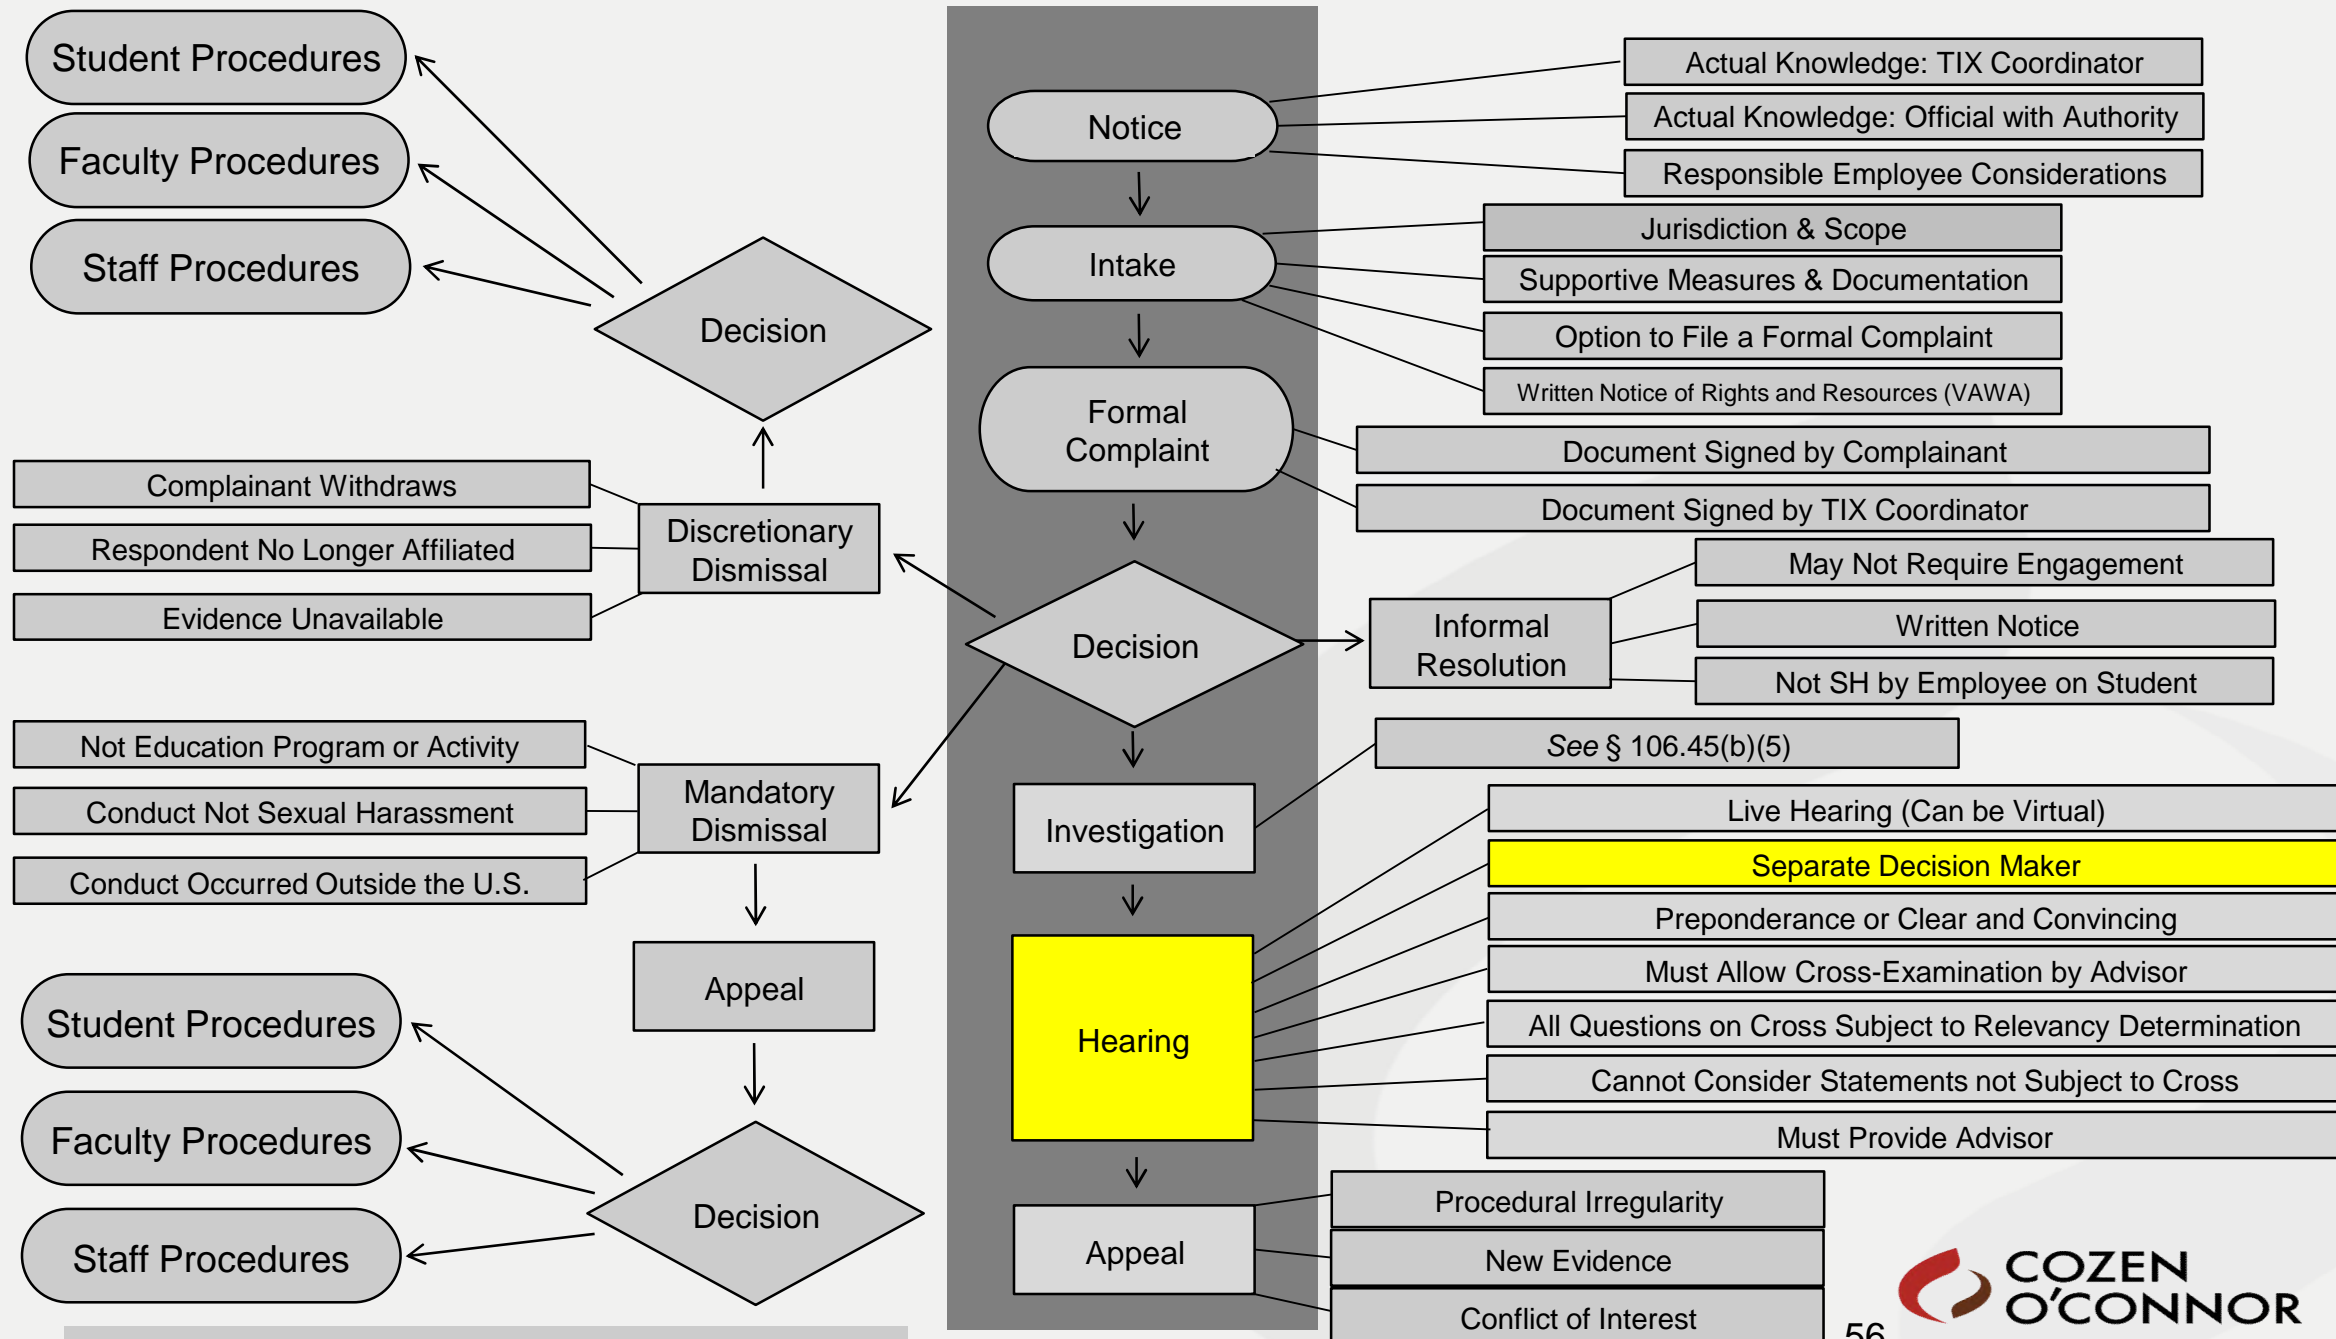 Student Procedures
Faculty Procedures
Staff Procedures
Decision
Complainant Withdraws
Respondent No Longer Affiliated
Evidence Unavailable
Discretionary
Dismissal
Not Education Program or Activity
Conduct Not Sexual Harassment
Conduct Occurred Outside the U.S.
Mandatory
Dismissal
Appeal
Student Procedures
Faculty Procedures
Staff Procedures
Decision
Notice
Actual Knowledge: TIX Coordinator
Actual Knowledge: Official with Authority
Responsible Employee Considerations
Intake
Jurisdiction & Scope
Supportive Measures & Documentation
Option to File a Formal Complaint
Written Notice of Rights and Resources (VAWA)
Formal
Complaint
Document Signed by Complainant
Document Signed by TIX Coordinator
Decision
Informal
Resolution
May Not Require Engagement
Written Notice
Not SH by Employee on Student
Investigation
See § 106.45(b)(5)
Hearing
Live Hearing (Can be Virtual)
Separate Decision Maker
Preponderance or Clear and Convincing
Must Allow Cross-Examination by Advisor
All Questions on Cross Subject to Relevancy Determination
Cannot Consider Statements not Subject to Cross
Must Provide Advisor
Appeal
Procedural Irregularity
New Evidence
Conflict of Interest
COZEN
O'CONNOR
56